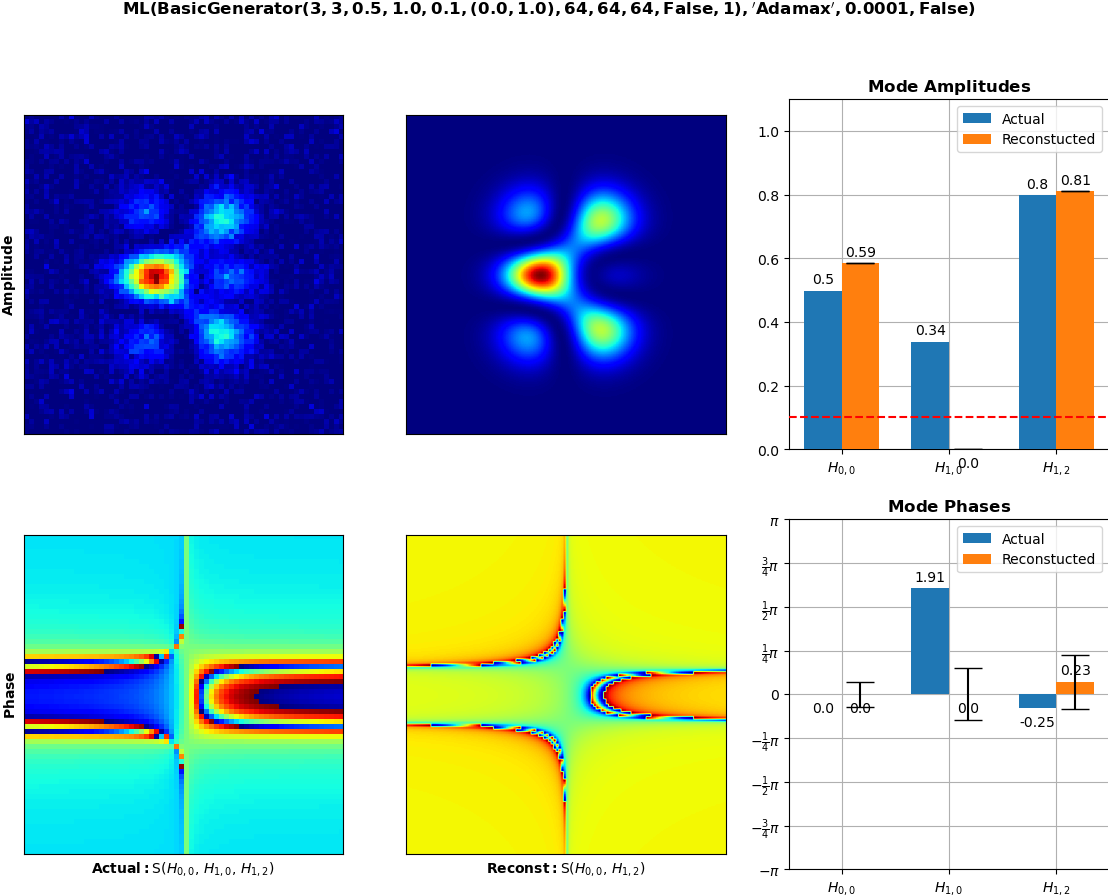 ML(BasicGenerator(3, 3, 0.5, 1.0, 0.1, (0.0, 1.0), 64, 64, 64, False, 1), ′Adamax′, 0.0001, False)
Amplitude
Mode Amplitudes
Actual
Reconstucted
1.0
0.8
0.6
0.4
0.2
0.0
0.5
0.59
0.34
0.0
0.8
0.81
H0,0
H1,0
H1,2
Phase
Actual: S(H0,0, H1,0, H1,2)
Reconst: S(H0,0, H1,2)
Mode Phases
Actual
Reconstucted
π
3/4π
1/2π
1/4π
0
−1/4π
−1/2π
−3/4π
−π
0.0
0.0
1.91
0.0
-0.25
0.23
H0,0
H1,0
H1,2